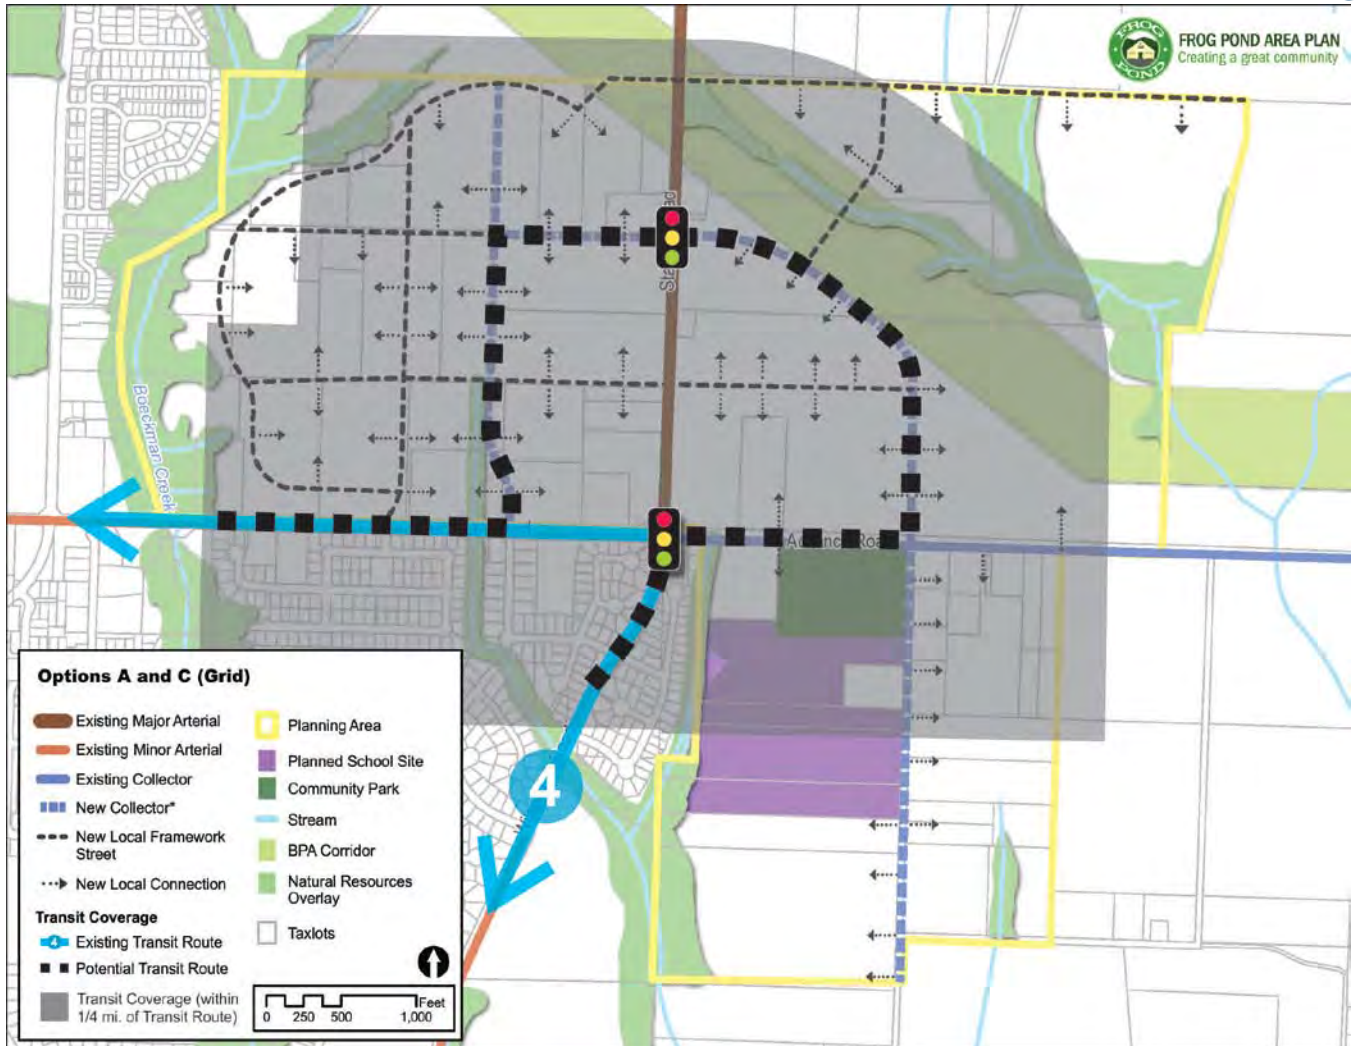 FROG
POND
FROG POND AREA PLAN
Creating a great community
Boeckman Creek
Advance Road
4
Options A and C (Grid)
Existing Major Arterial
Existing Minor Arterial
Existing Collector
New Collector*
New Local Framework
Street
New Local Connection
Transit Coverage
4 Existing Transit Route
Potential Transit Route
Transit Coverage (within
1/4 mi. of Transit Route)
Planning Area
Planned School Site
Community Park
Stream
BPA Corridor
Natural Resources
Overlay
Taxlots
Feet
0 250 500 1,000